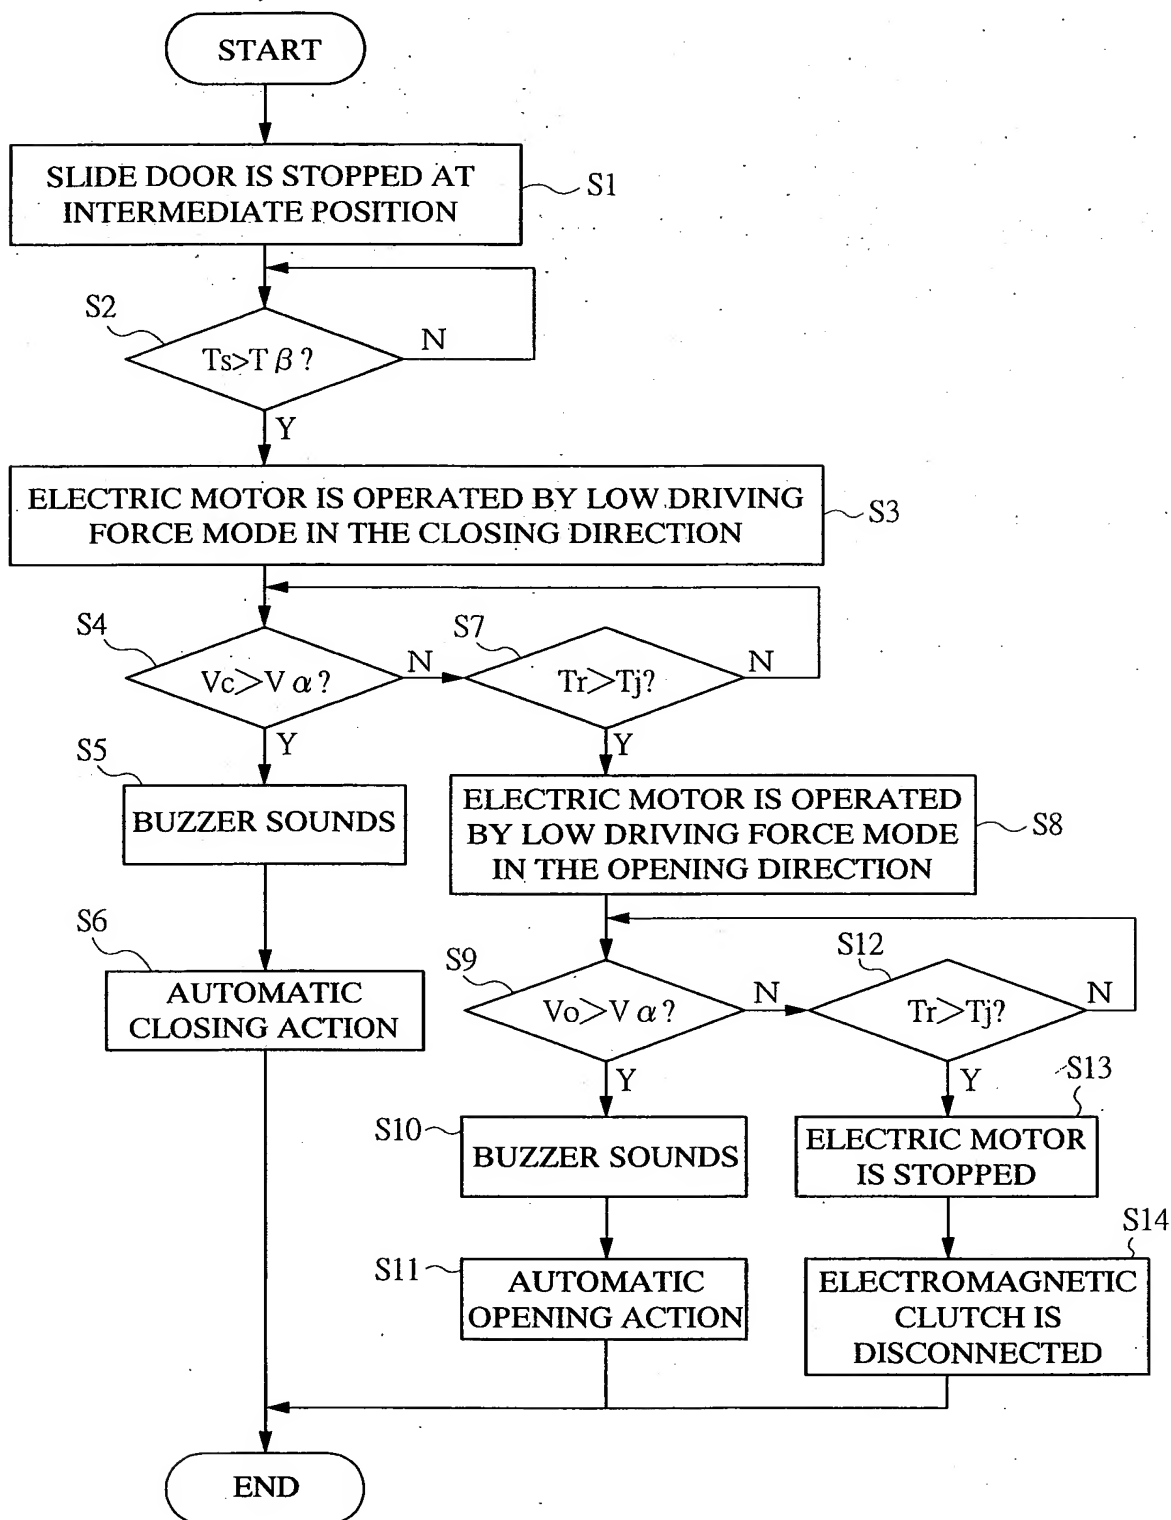 START
SLIDE DOOR IS STOPPED AT
INTERMEDIATE POSITION
S1
S2
Ts>Tβ?
N
Y
ELECTRIC MOTOR IS OPERATED BY LOW DRIVING
FORCE MODE IN THE CLOSING DIRECTION
S3
S4
Vc>Vα?
N
Y
S7
Tr>Tj?
N
Y
S5
BUZZER SOUNDS
ELECTRIC MOTOR IS OPERATED
BY LOW DRIVING FORCE MODE
IN THE OPENING DIRECTION
S8
S6
AUTOMATIC
CLOSING ACTION
S9
Vo>Vα?
N
Y
S12
Tr>Tj?
N
Y
S10
BUZZER SOUNDS
S13
ELECTRIC MOTOR
IS STOPPED
S11
AUTOMATIC
OPENING ACTION
S14
ELECTROMAGNETIC
CLUTCH IS
DISCONNECTED
END